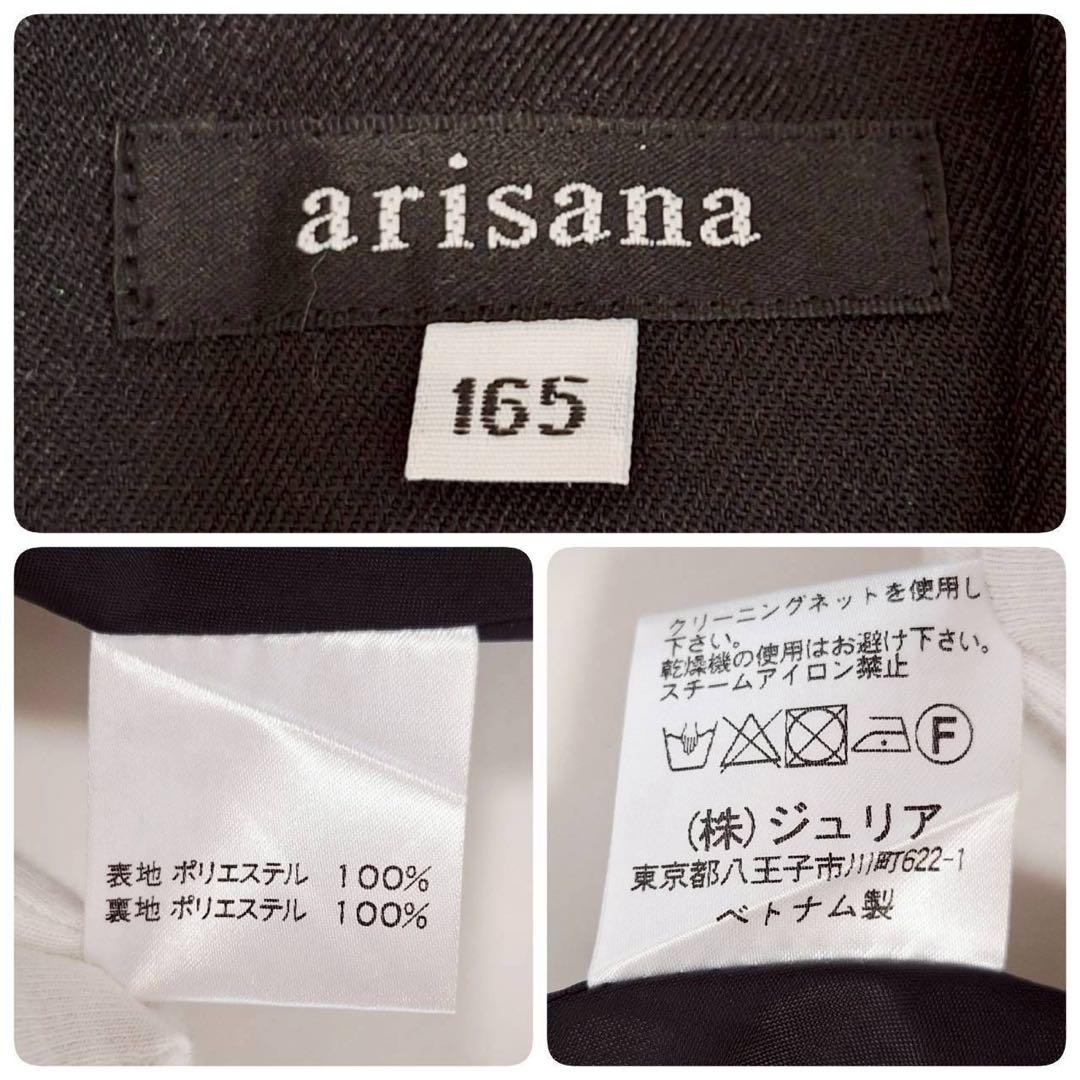 arisana
165
表地 ポリエステル 100%
裏地 ポリエステル 100%
クリーニングネットを使用し
下さい。
乾燥機の使用はお避け下さい。
スチームアイロン禁止
F
(株)ジュリア
東京都八王子市川町622-1
ベトナム製